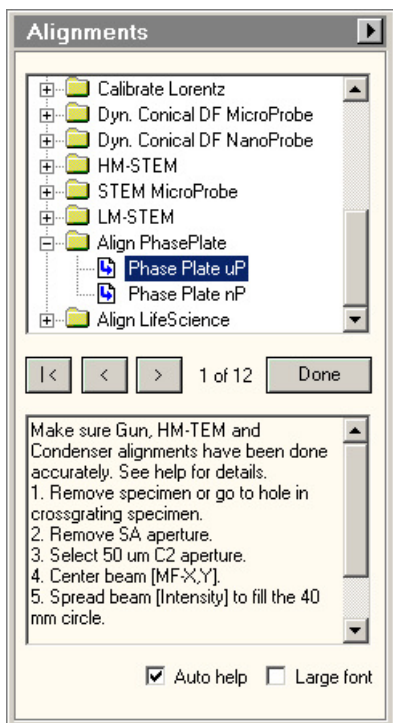 Alignments
Calibrate Lorentz
Dyn. Conical DF MicroProbe
Dyn. Conical DF NanoProbe
HM-STEM
STEM MicroProbe
LM-STEM
Align PhasePlate
Phase Plate uP
Phase Plate nP
Align LifeScience
|< < > 1 of 12 Done
Make sure Gun, HM-TEM and
Condenser alignments have been done
accurately. See help for details.
1. Remove specimen or go to hole in
crossgrating specimen.
2. Remove SA aperture.
3. Select 50 um C2 aperture.
4. Center beam [MF-X,Y].
5. Spread beam [Intensity] to fill the 40
mm circle.
Auto help Large font